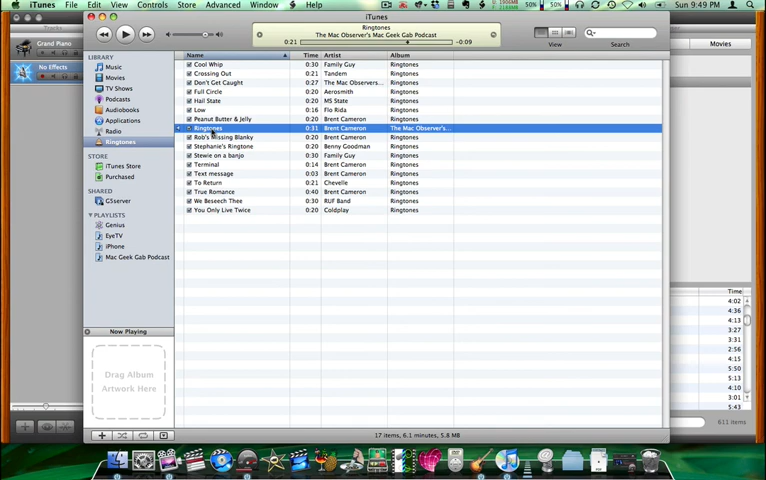 iTunes File Edit View Controls Store Advanced Window Help 50% 50% Sun 9:49 PM
iTunes
Ringtones
The Mac Observer's Mac Geek Gab Podcast
0:21 -0:09
View Search
Movies
Grand Piano
No Effects
LIBRARY
Music
Movies
TV Shows
Podcasts
Audiobooks
Applications
Radio
Ringtones
STORE
iTunes Store
Purchased
SHARED
G5server
PLAYLISTS
Genius
EyeTV
iPhone
Mac Geek Gab Podcast
Now Playing
Drag Album
Artwork Here
Name Time Artist Album
Cool Whip 0:30 Family Guy Ringtones
Crossing Out 0:21 Tandem Ringtones
Don't Get Caught 0:27 The Mac Observers... Ringtones
Full Circle 0:20 Aerosmith Ringtones
Hail State 0:20 MS State Ringtones
Low 0:16 Flo Rida Ringtones
Peanut Butter & Jelly 0:20 Brent Cameron Ringtones
Ringtones 0:31 Brent Cameron The Mac Observer's...
Rob's Missing Blanky 0:20 Brent Cameron Ringtones
Stephanie's Ringtone 0:20 Benny Goodman Ringtones
Stewie on a banjo 0:30 Family Guy Ringtones
Terminal 0:14 Brent Cameron Ringtones
Text message 0:03 Brent Cameron Ringtones
To Return 0:21 Chevelle Ringtones
True Romance 0:40 Brent Cameron Ringtones
We Beseech Thee 0:30 RUF Band Ringtones
You Only Live Twice 0:20 Coldplay Ringtones
17 items, 6.1 minutes, 5.8 MB
Time
4:02
4:36
4:13
3:27
3:31
2:56
4:15
5:50
5:13
4:10
3:01
5:43
611 items